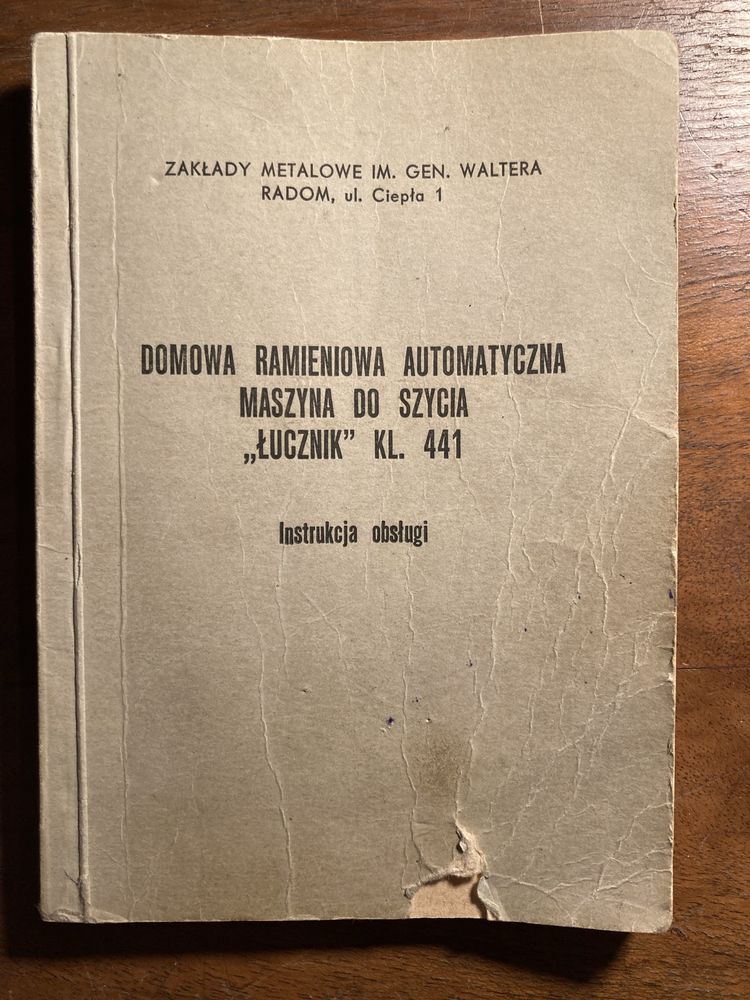 ZAKŁADY METALOWE IM. GEN. WALTERA
RADOM, ul. Ciepła 1
DOMOWA RAMIENIOWA AUTOMATYCZNA
MASZYNA DO SZYCIA
„ŁUCZNIK” KL. 441
Instrukcja obsługi